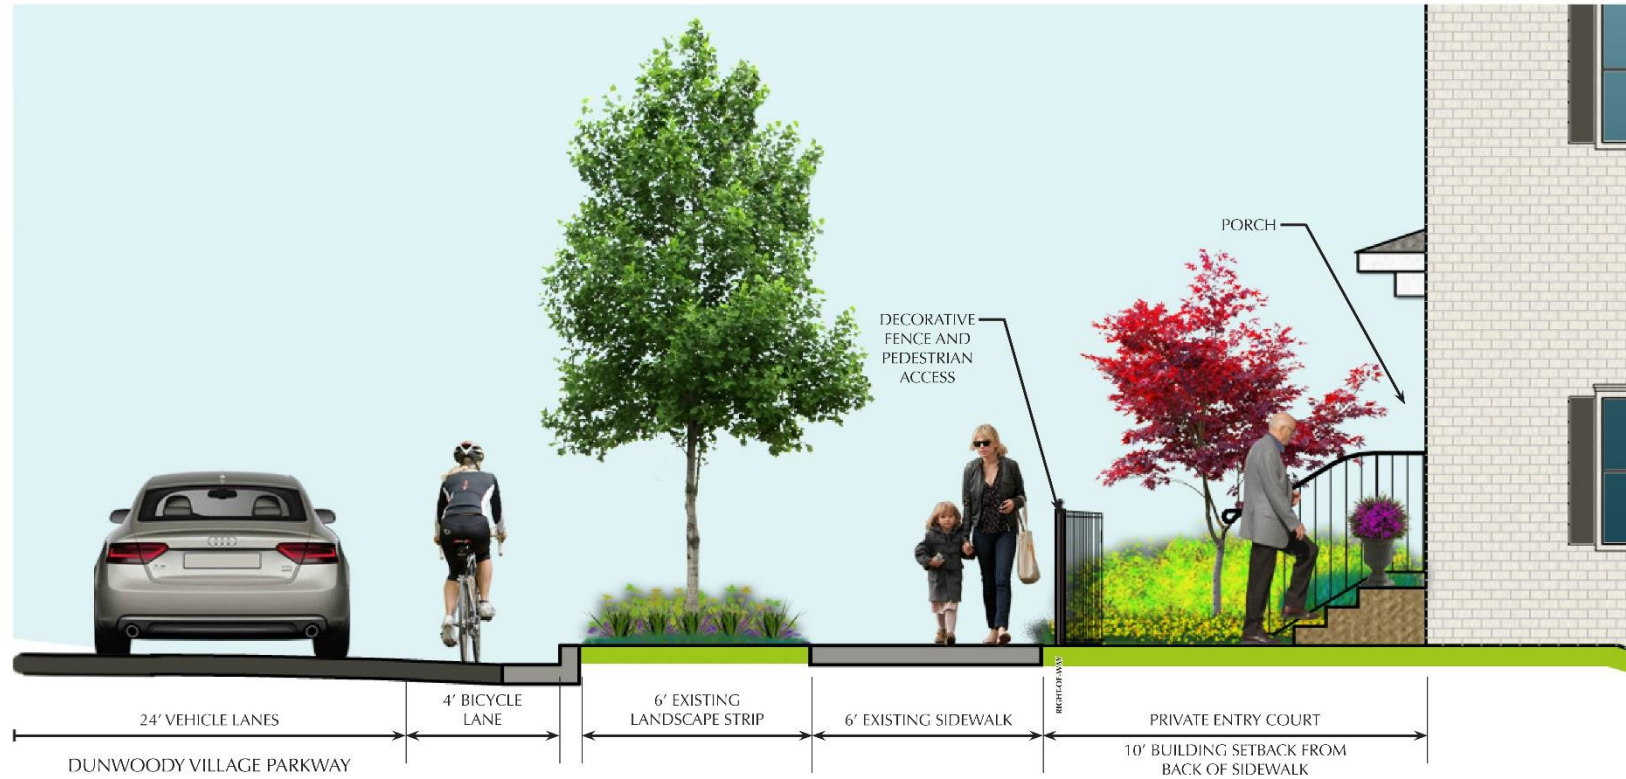 PORCH
DECORATIVE
FENCE AND
PEDESTRIAN
ACCESS
24' VEHICLE LANES
4' BICYCLE
LANE
6' EXISTING
LANDSCAPE STRIP
6' EXISTING SIDEWALK
RIGHT-OF-WAY
PRIVATE ENTRY COURT
10' BUILDING SETBACK FROM
BACK OF SIDEWALK
DUNWOODY VILLAGE PARKWAY